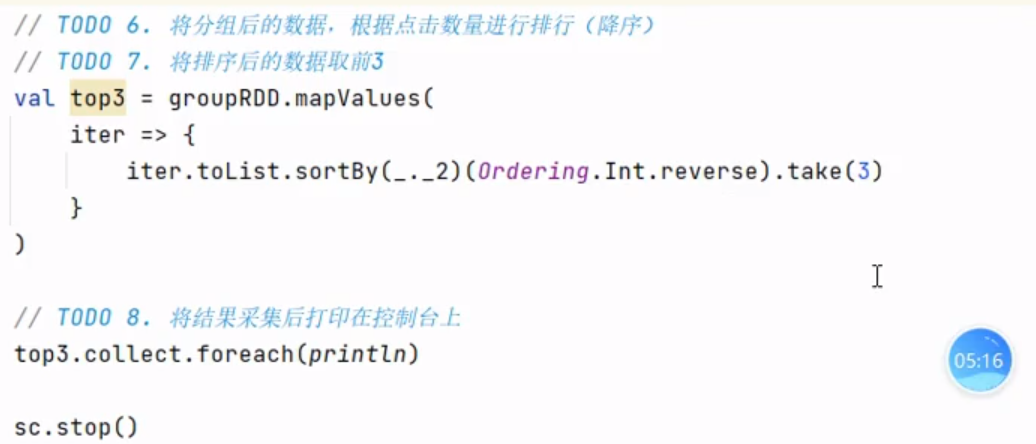 // TODO 6. 将分组后的数据，根据点击数量进行排行（降序）
// TODO 7. 将排序后的数据取前3
val top3 = groupRDD.mapValues(
    iter => {
        iter.toList.sortBy(_._2)(Ordering.Int.reverse).take(3)
    }
)
// TODO 8. 将结果采集后打印在控制台上
top3.collect.foreach(println)
05:16
sc.stop()